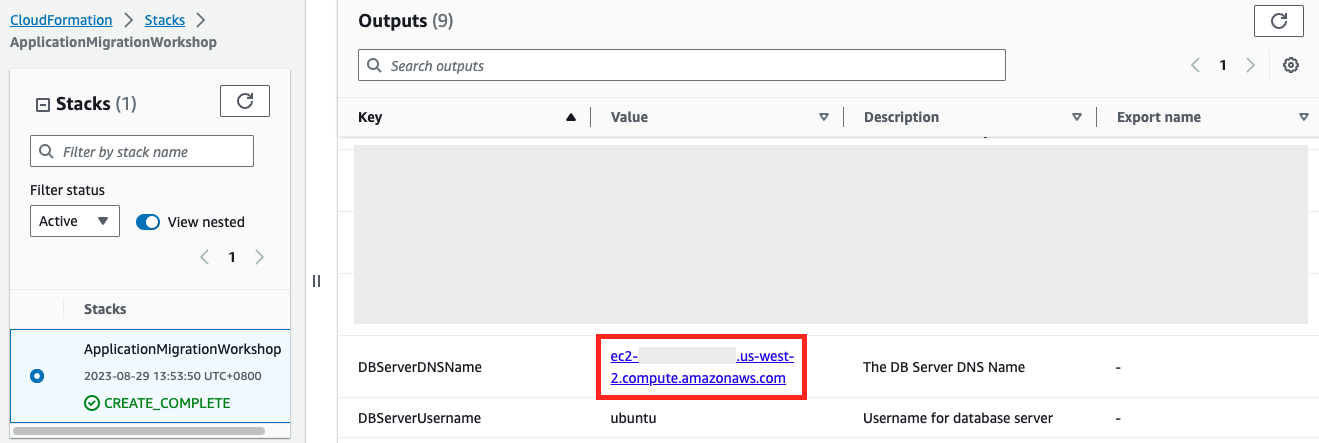 CloudFormation > Stacks >
ApplicationMigrationWorkshop
Stacks (1)
Filter by stack name
Filter status
Active
View nested
1
Stacks
ApplicationMigrationWorkshop
2023-08-29 13:53:50 UTC+0800
CREATE_COMPLETE
Outputs (9)
Search outputs
1
Key Value Description Export name
DBServerDNSName ec2- .us-west-
2.compute.amazonaws.com The DB Server DNS Name -
DBServerUsername ubuntu Username for database server -